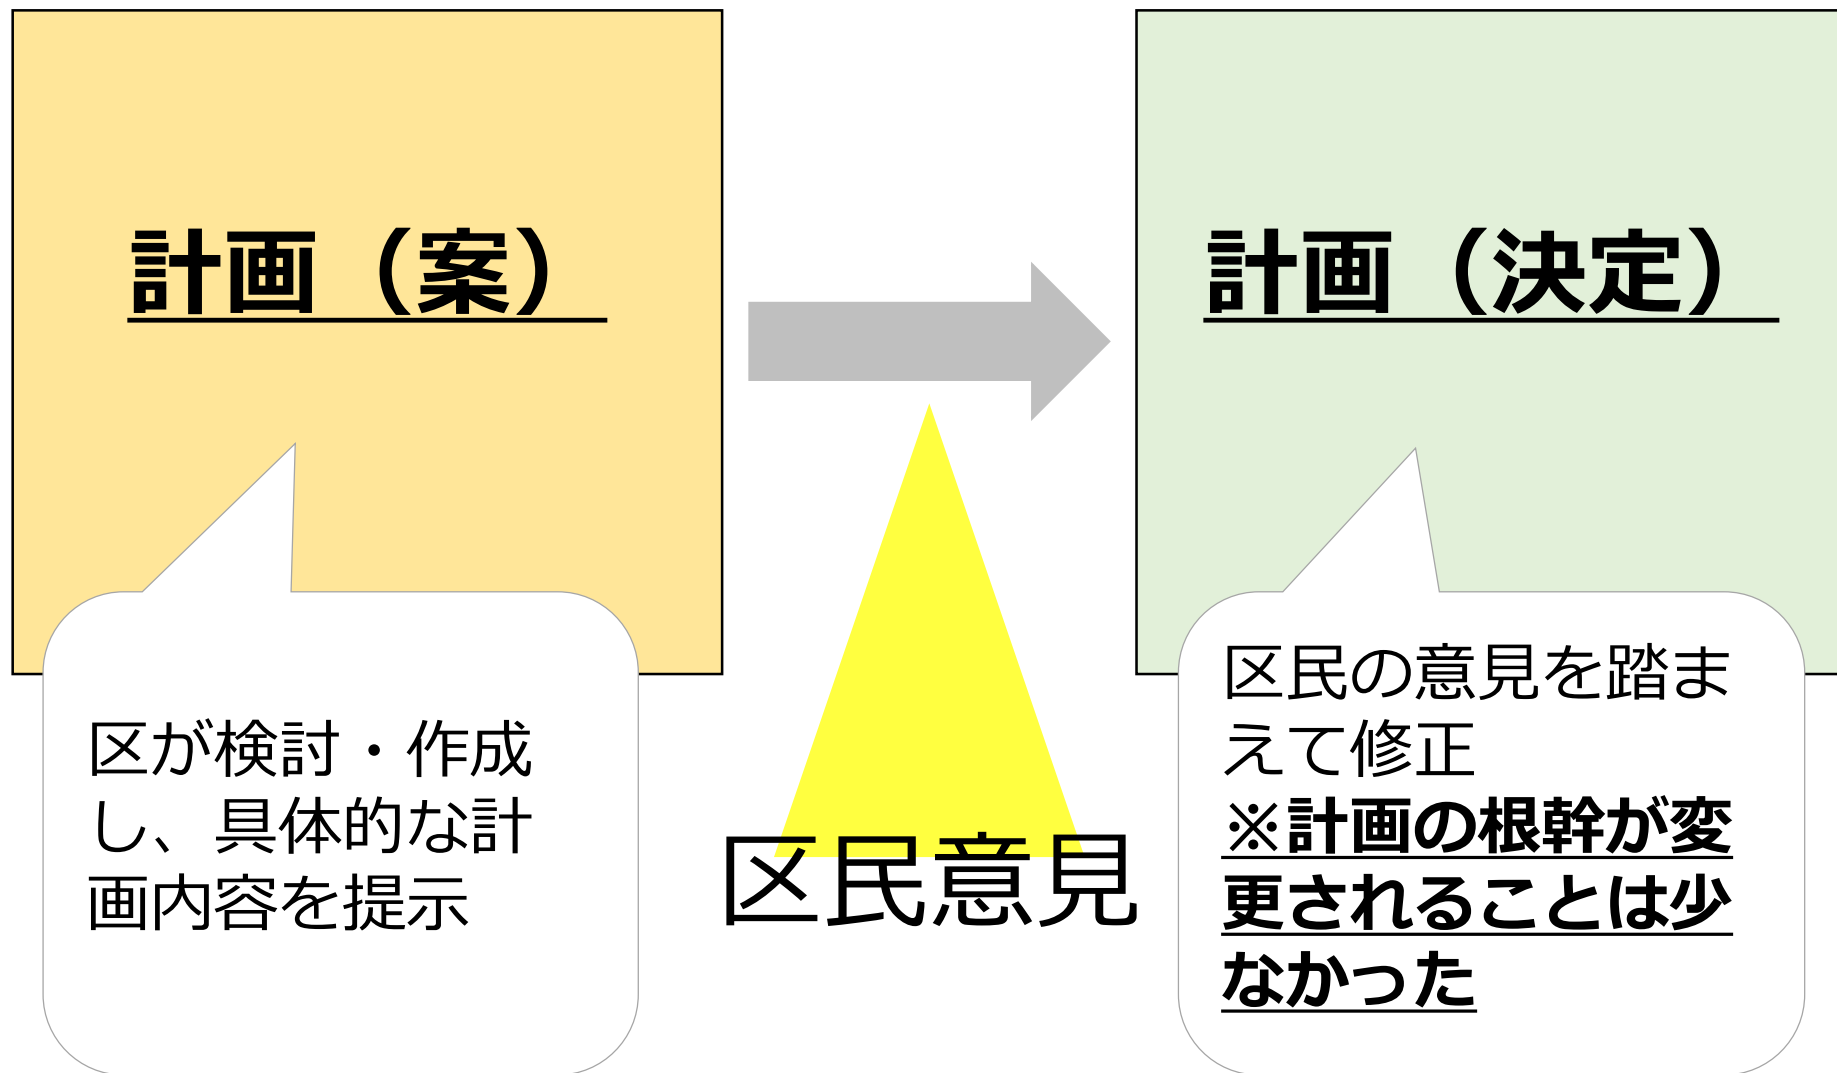 計画（案）
区が検討・作成
し、具体的な計
画内容を提示
区民意見
計画（決定）
区民の意見を踏ま
えて修正
※計画の根幹が変
更されることは少
なかった